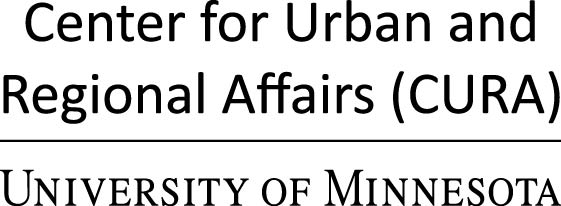 Center for Urban and
Regional Affairs (CURA)
UNIVERSITY OF MINNESOTA